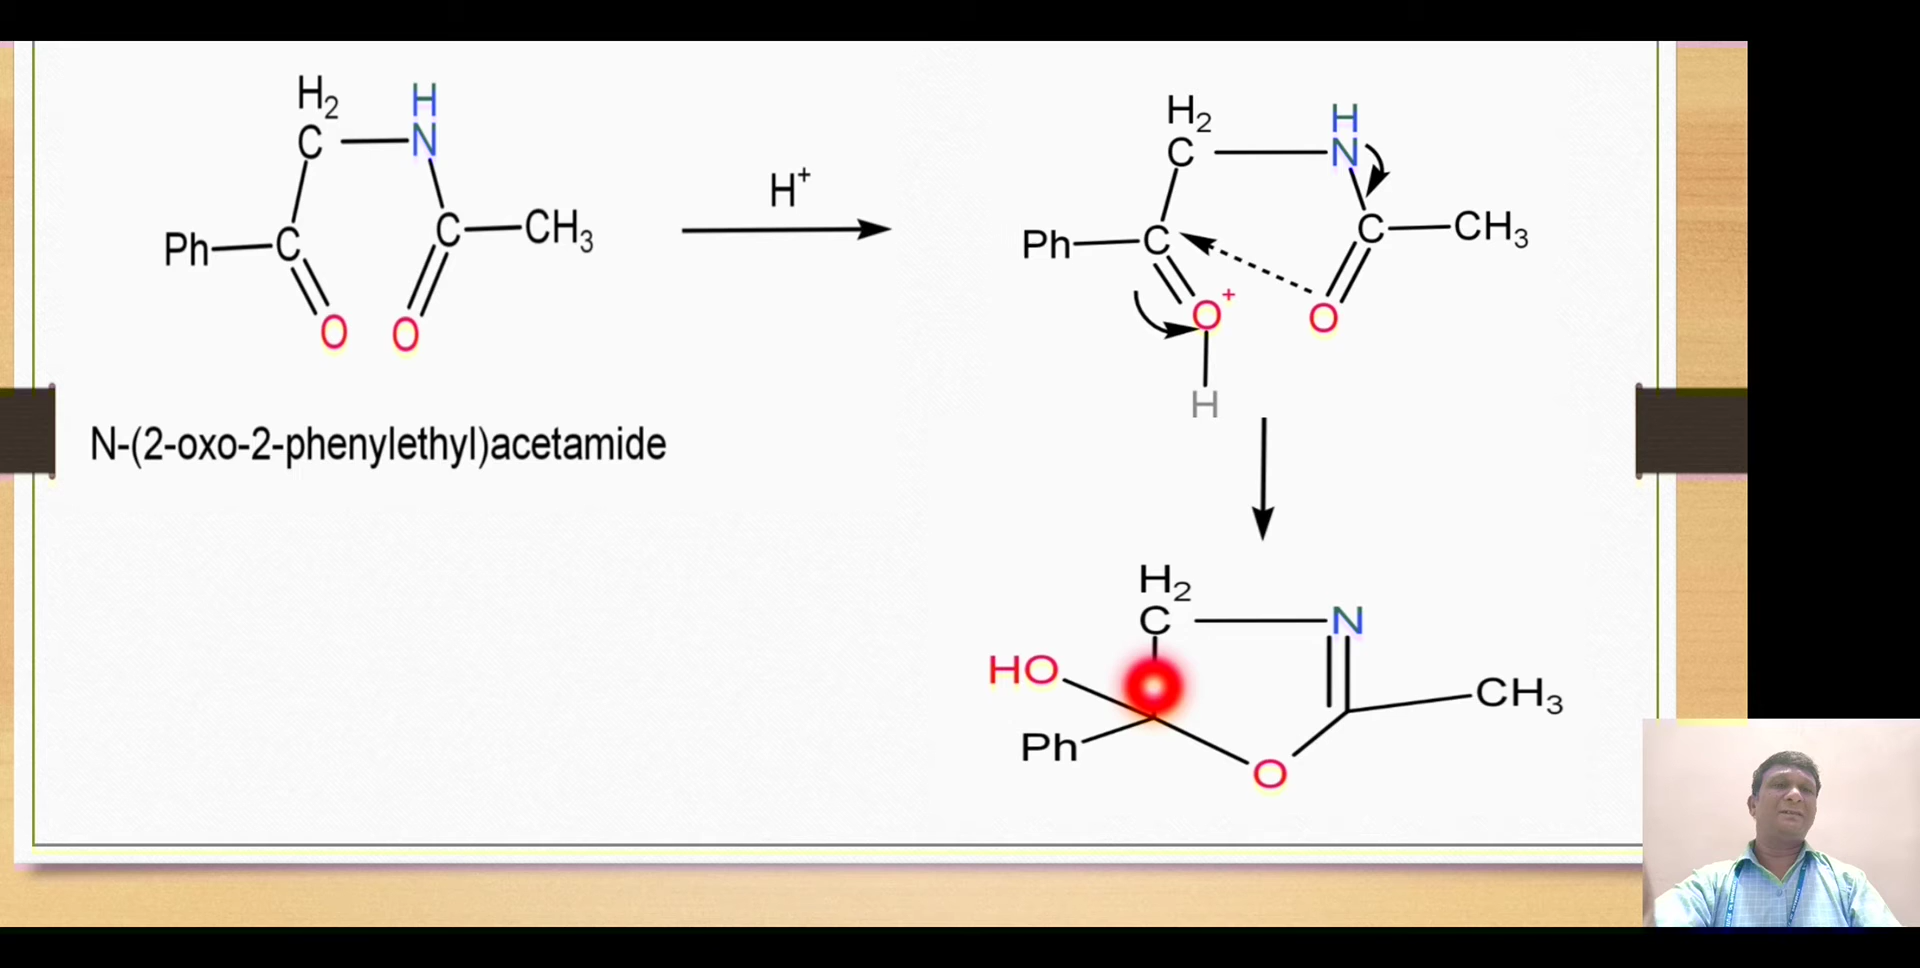 H2 H
C N
Ph C C CH3
O O
H+
H2 H
C N
Ph C C CH3
O+ O
H
N-(2-oxo-2-phenylethyl)acetamide
H2
C N
HO CH3
Ph O